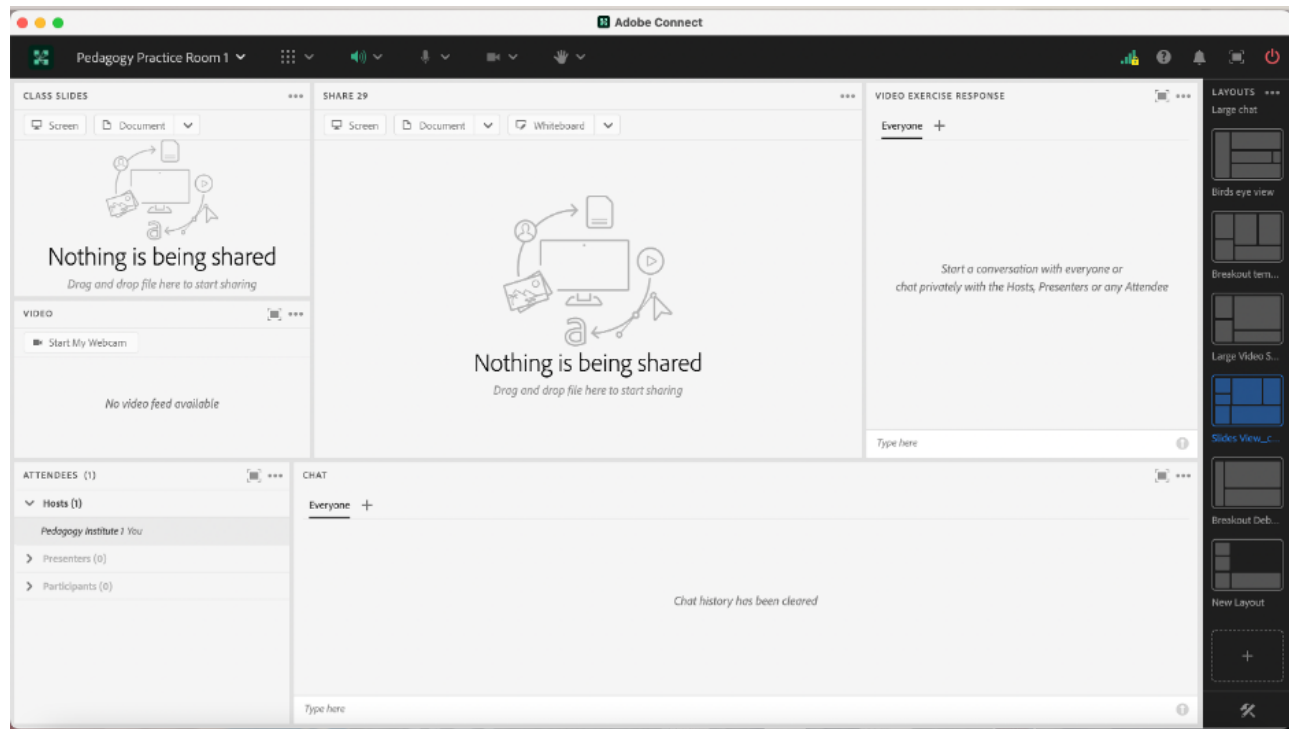 Adobe Connect
Pedagogy Practice Room 1
CLASS SLIDES
Screen
Document
Nothing is being shared
Drag and drop file here to start sharing
VIDEO
Start My Webcam
No video feed available
SHARE 29
Screen
Document
Whiteboard
Nothing is being shared
Drag and drop file here to start sharing
VIDEO EXERCISE RESPONSE
Everyone
Start a conversation with everyone or
chat privately with the Hosts, Presenters or any Attendee
Type here
ATTENDEES (1)
Hosts (1)
Pedagogy Institute 1 You
Presenters (0)
Participants (0)
CHAT
Everyone
Chat history has been cleared
Type here
LAYOUTS
Large chat
Birds eye view
Breakout tem...
Large Video S...
Slides View_c...
Breakout Deb...
New Layout